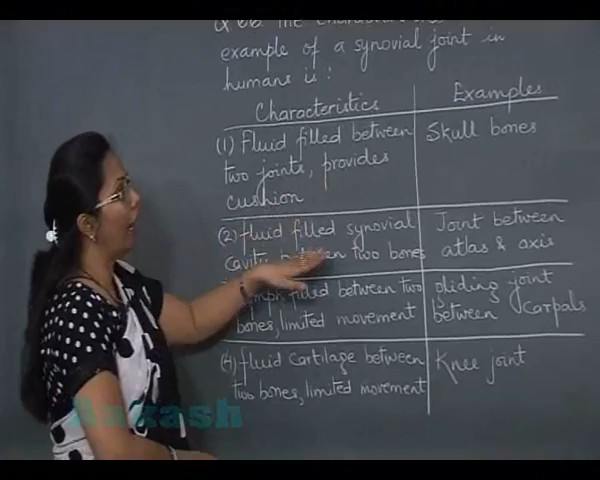 example of a synovial joint in
humans is :
Characteristics Examples
(1) Fluid filled between Skull bones
two joints, provides
cushion
(2) fluid filled synovial Joint between
cavity between two bones atlas & axis
lymph filled between two gliding joint
bones, limited movement between carpals
(4) fluid cartilage between Knee joint
two bones, limited movement
Aakash